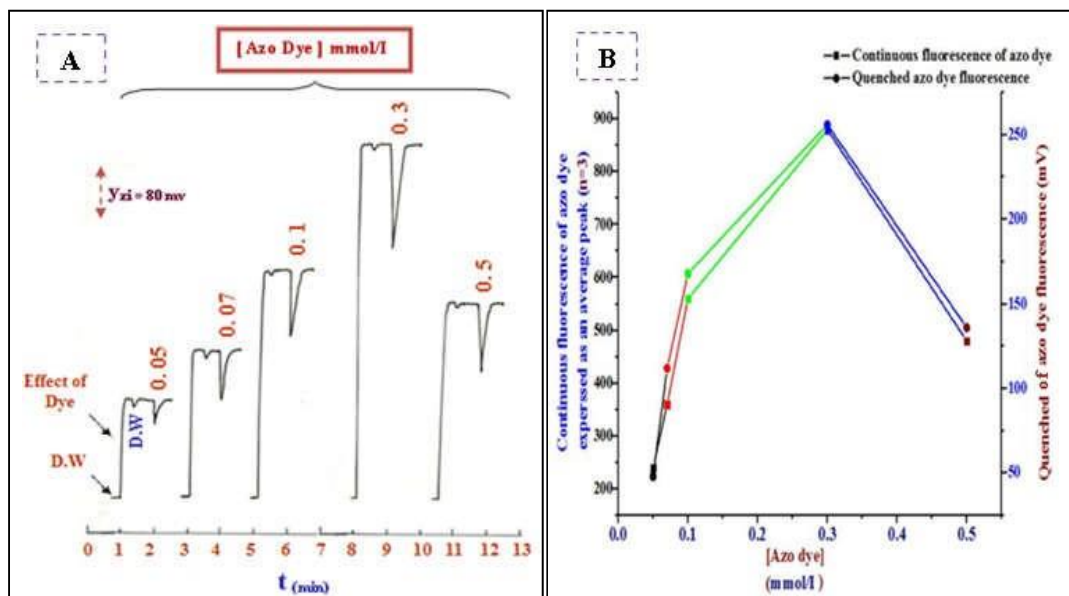 A
[ Azo Dye ] mmol/l
0.05
0.07
0.1
0.3
0.5
yzi = 80 mv
Effect of
Dye
D.W
D.W
0 1 2 3 4 5 6 7 8 9 10 11 12 13
t (min)
B
Continuous fluorescence of azo dye
Quenched azo dye fluorescence
Continuous fluorescence of azo dye
experssed as an average peak (n=3)
900
800
700
600
500
400
300
200
250
200
150
100
50
Quenched of azo dye fluorescence (mV)
0.0 0.1 0.2 0.3 0.4 0.5
[Azo dye]
(mmol/l )